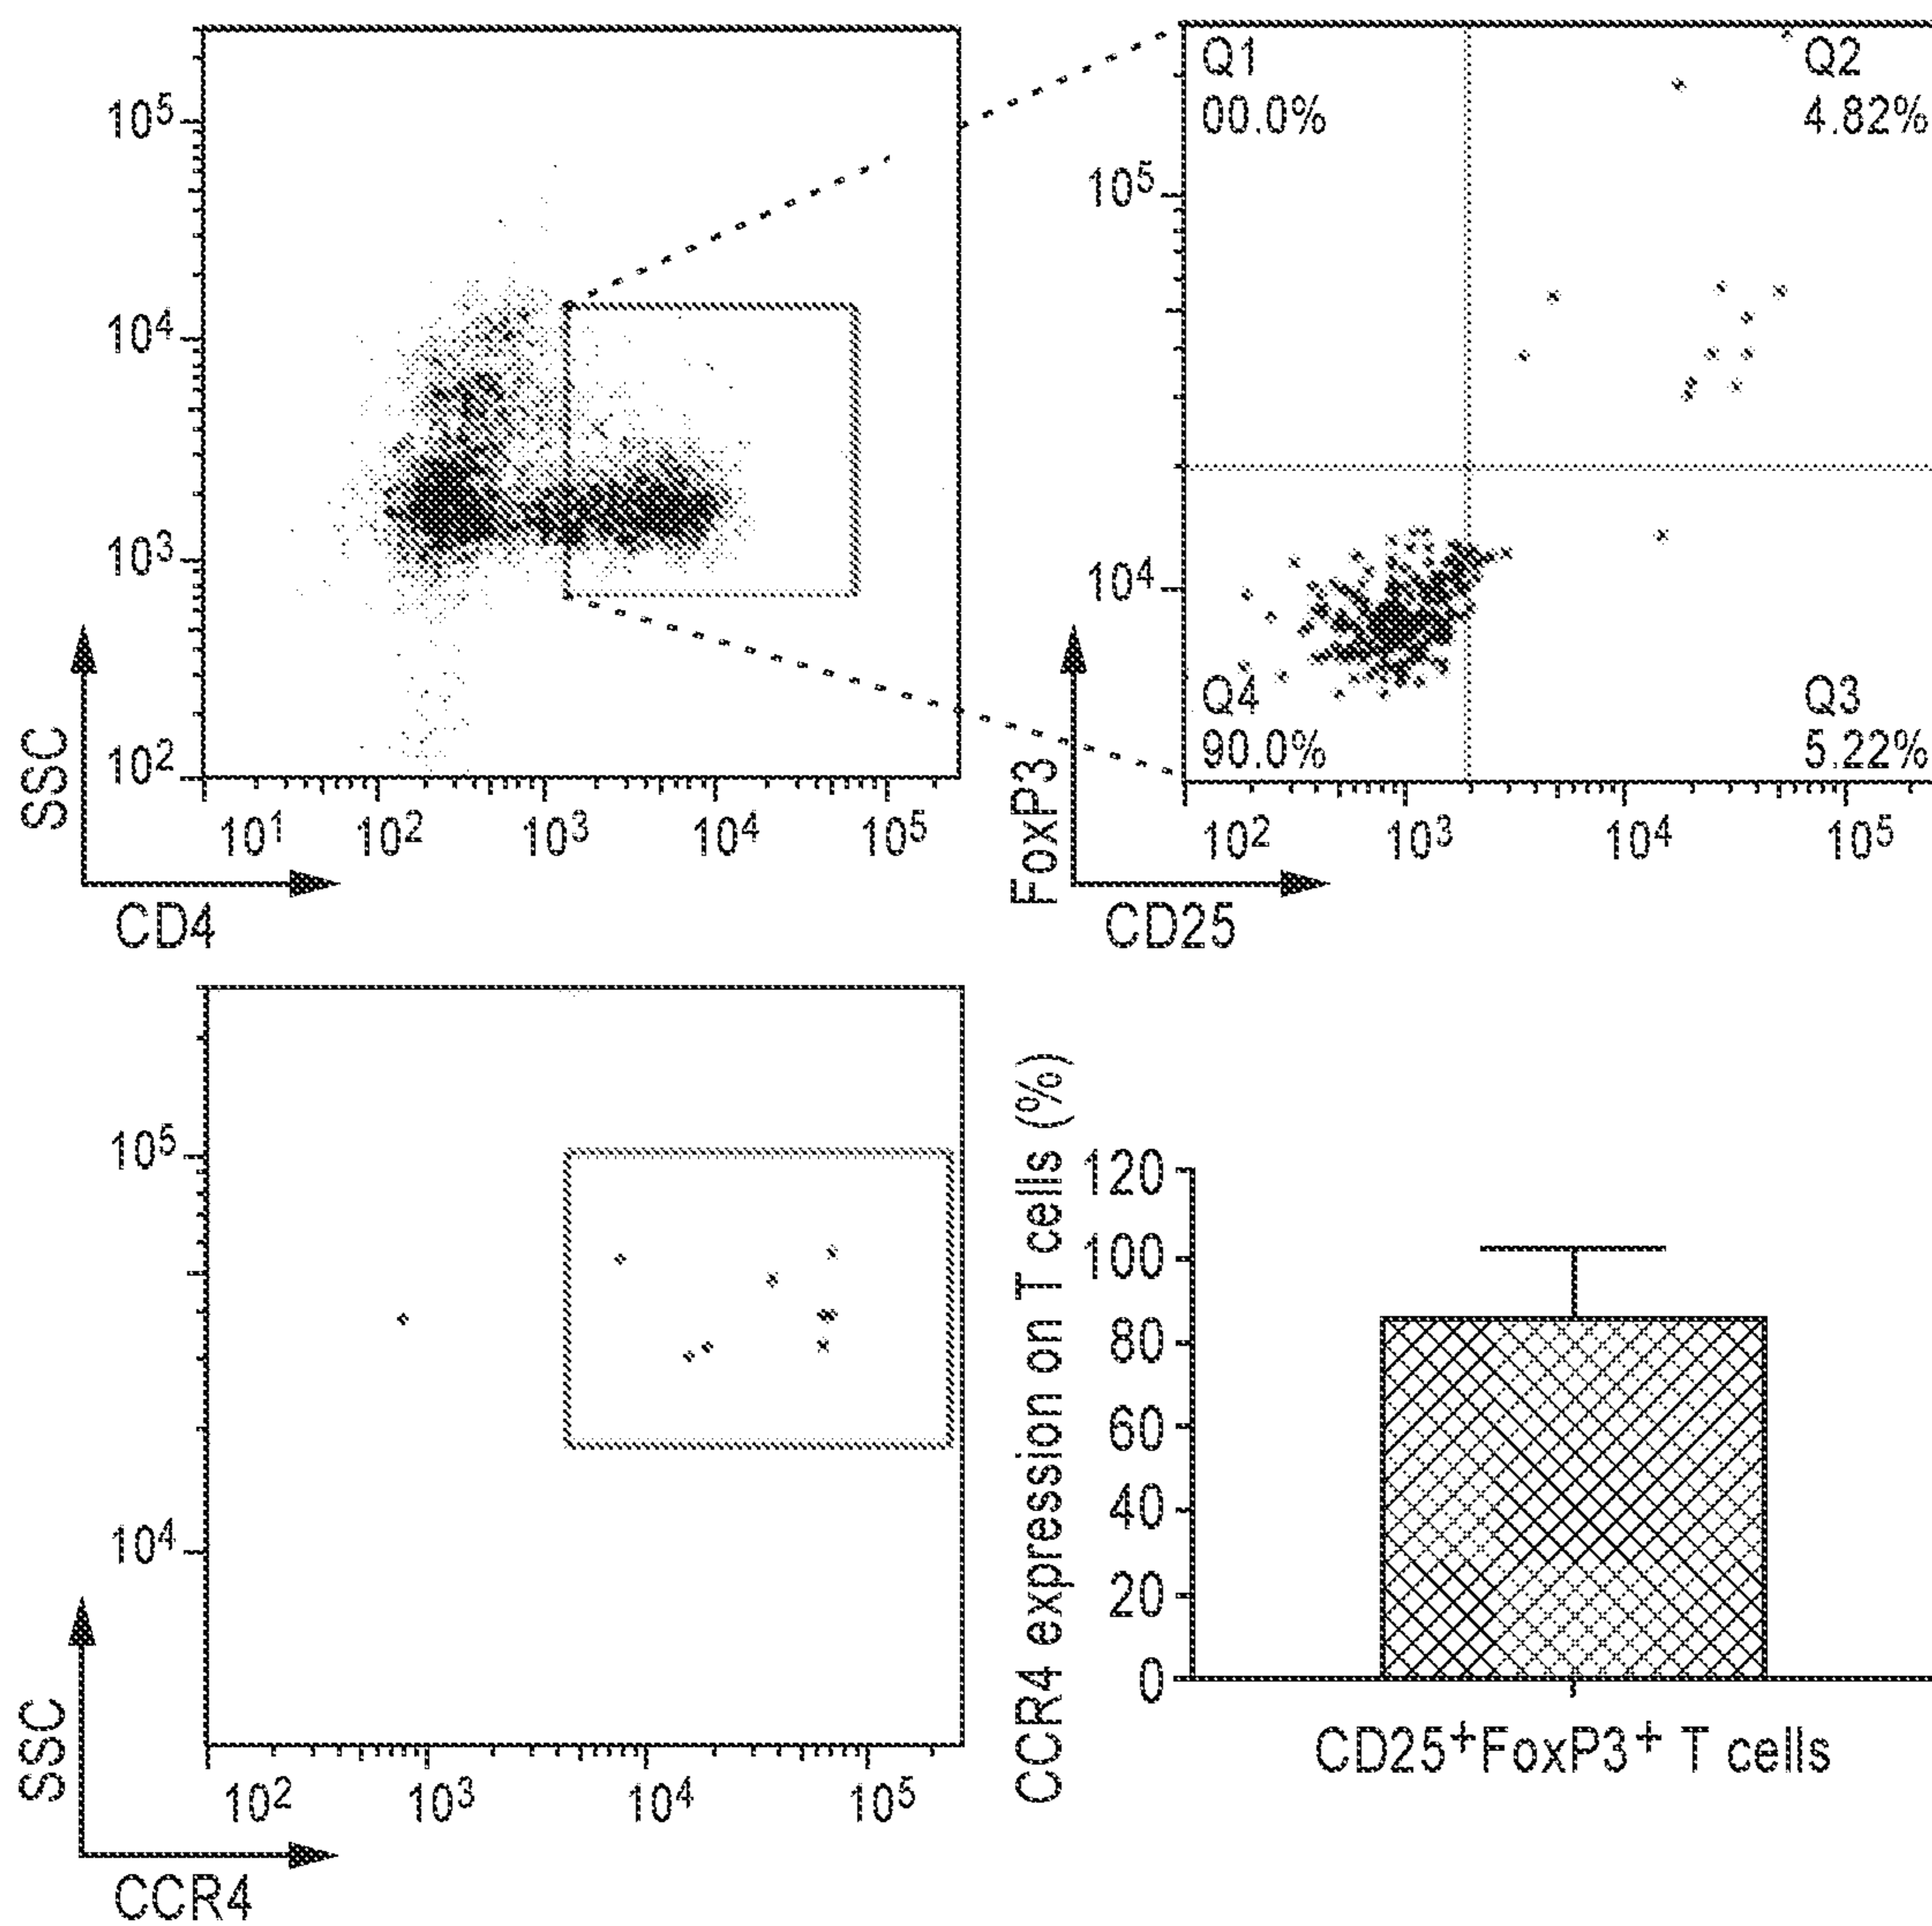 10⁵
10⁴
10³
10²
SSC
10¹ 10² 10³ 10⁴ 10⁵
CD4
Q1
00.0%
Q2
4.82%
10⁵
10⁴
Q4
90.0%
Q3
5.22%
FoxP3
10² 10³ 10⁴ 10⁵
CD25
10⁵
10⁴
SSC
10² 10³ 10⁴ 10⁵
CCR4
CCR4 expression on T cells (%)
120
100
80
60
40
20
0
CD25⁺FoxP3⁺ T cells